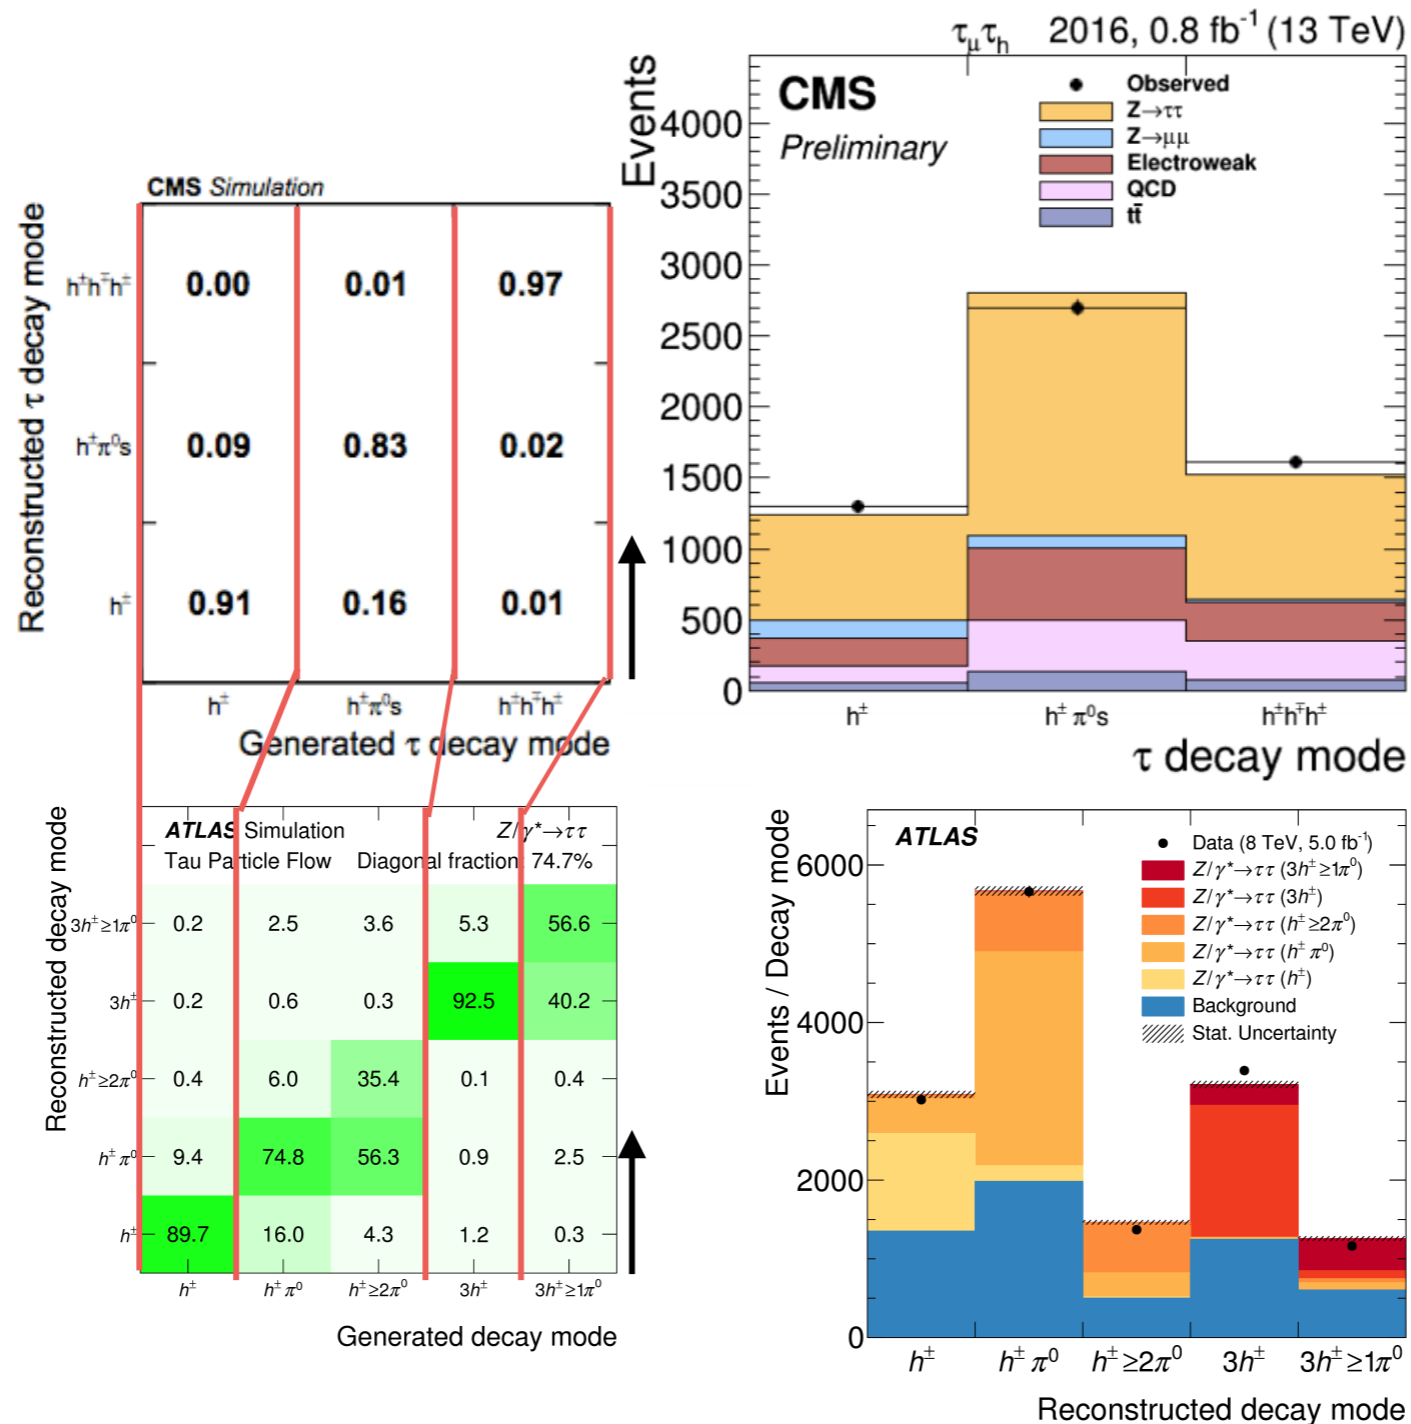 τμτh 2016, 0.8 fb⁻¹ (13 TeV)
CMS
Preliminary
Events
Observed
Z→ττ
Z→μμ
Electroweak
QCD
tt̄
4000
3500
3000
2500
2000
1500
1000
500
0
h± h± π⁰s h±h∓h±
τ decay mode
CMS Simulation
Reconstructed τ decay mode
h±h∓h± 0.00 0.01 0.97
h±π⁰s 0.09 0.83 0.02
h± 0.91 0.16 0.01
h± h±π⁰s h±h∓h±
Generated τ decay mode
ATLAS Simulation Z/γ*→ττ
Tau Particle Flow Diagonal fraction: 74.7%
Reconstructed decay mode
3h±≥1π⁰ 0.2 2.5 3.6 5.3 56.6
3h± 0.2 0.6 0.3 92.5 40.2
h±≥2π⁰ 0.4 6.0 35.4 0.1 0.4
h± π⁰ 9.4 74.8 56.3 0.9 2.5
h± 89.7 16.0 4.3 1.2 0.3
h± h± π⁰ h±≥2π⁰ 3h± 3h±≥1π⁰
Generated decay mode
ATLAS
Events / Decay mode
Data (8 TeV, 5.0 fb⁻¹)
Z/γ*→ττ (3h±≥1π⁰)
Z/γ*→ττ (3h±)
Z/γ*→ττ (h±≥2π⁰)
Z/γ*→ττ (h± π⁰)
Z/γ*→ττ (h±)
Background
Stat. Uncertainty
6000
4000
2000
0
h± h± π⁰ h±≥2π⁰ 3h± 3h±≥1π⁰
Reconstructed decay mode